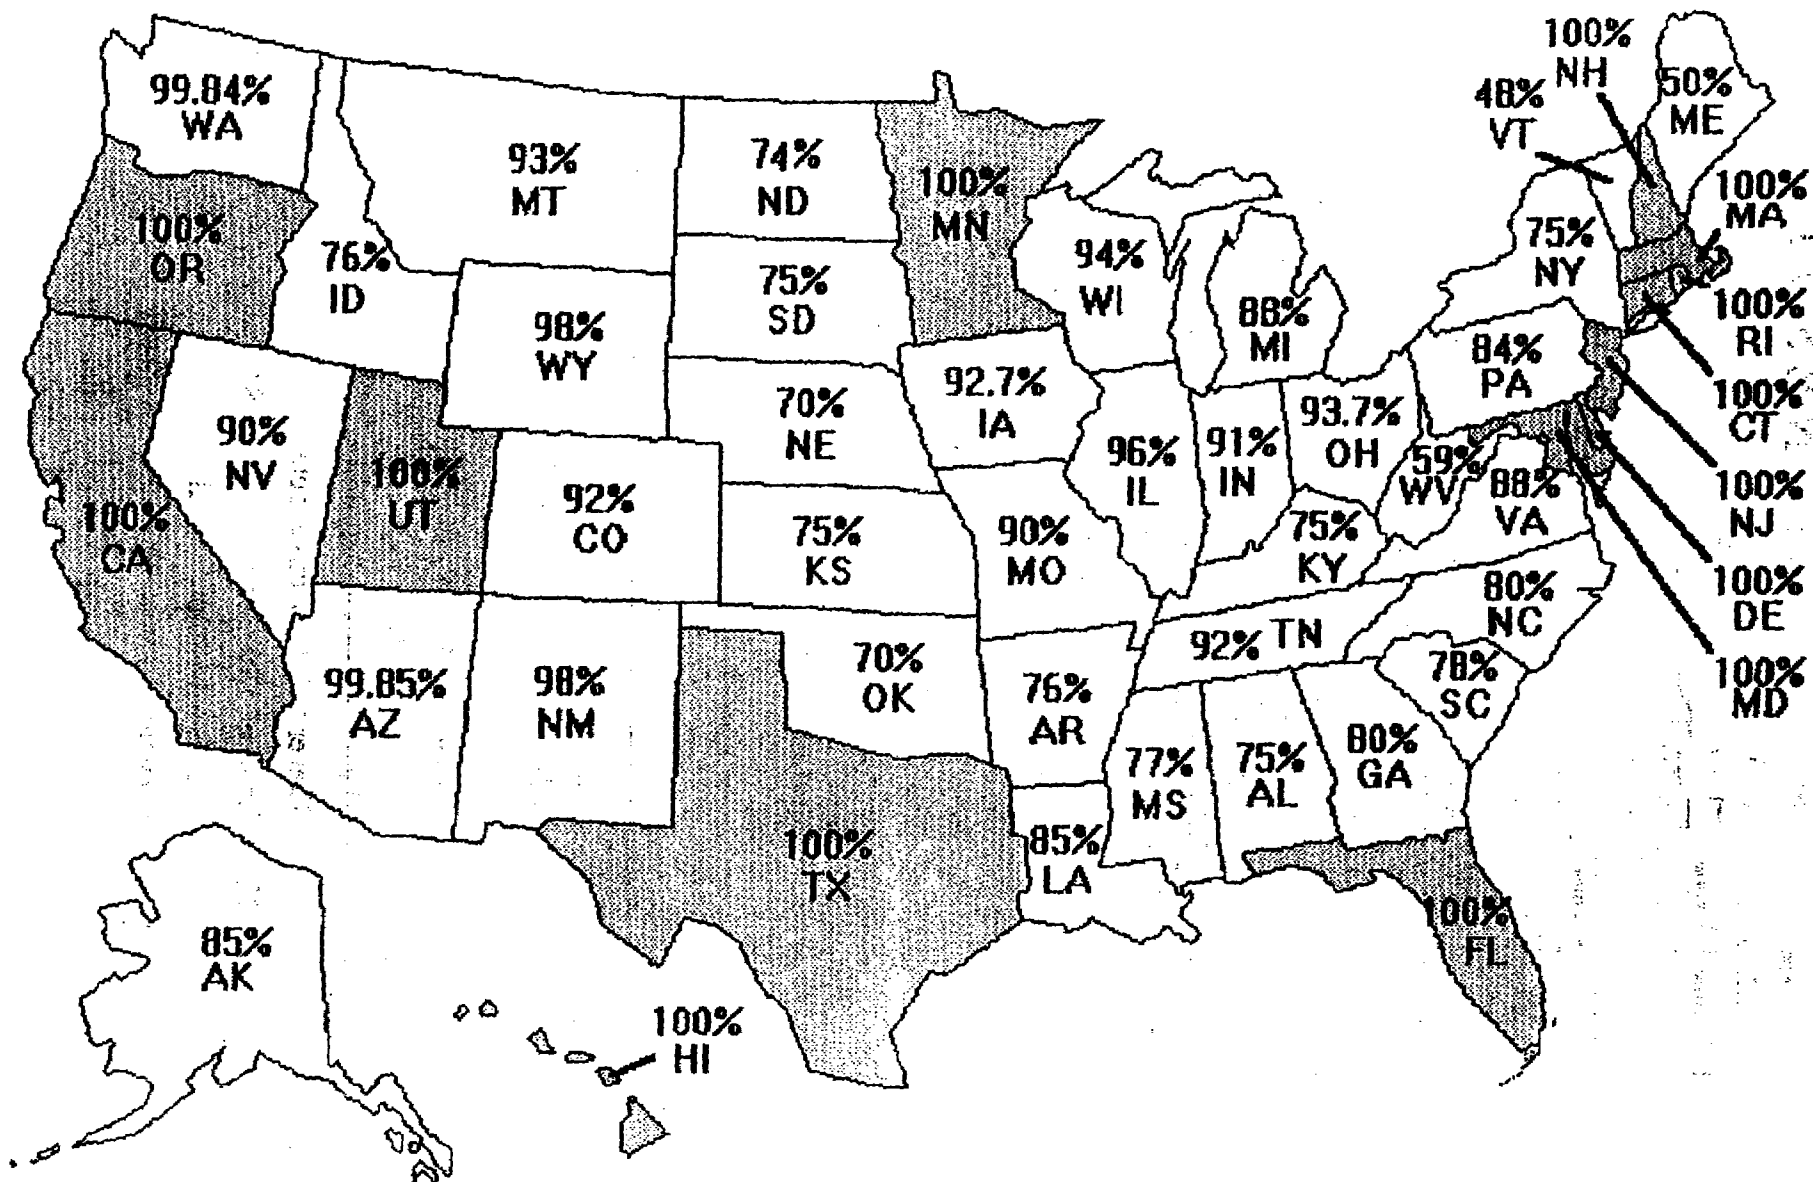 100%
NH
48%
VT
50%
ME
99.84%
WA
93%
MT
74%
ND
100%
MN
100%
MA
100%
OR
76%
ID
75%
SD
94%
WI
75%
NY
98%
WY
88%
MI
100%
RI
84%
PA
92.7%
IA
70%
NE
93.7%
OH
100%
CT
90%
NV
100%
UT
92%
CO
96%
IL
91%
IN
59%
WV
88%
VA
100%
NJ
100%
CA
75%
KS
90%
MO
75%
KY
100%
DE
80%
NC
92% TN
70%
OK
76%
AR
78%
SC
100%
MD
99.85%
AZ
98%
NM
77%
MS
75%
AL
80%
GA
100%
TX
85%
LA
100%
FL
85%
AK
100%
HI